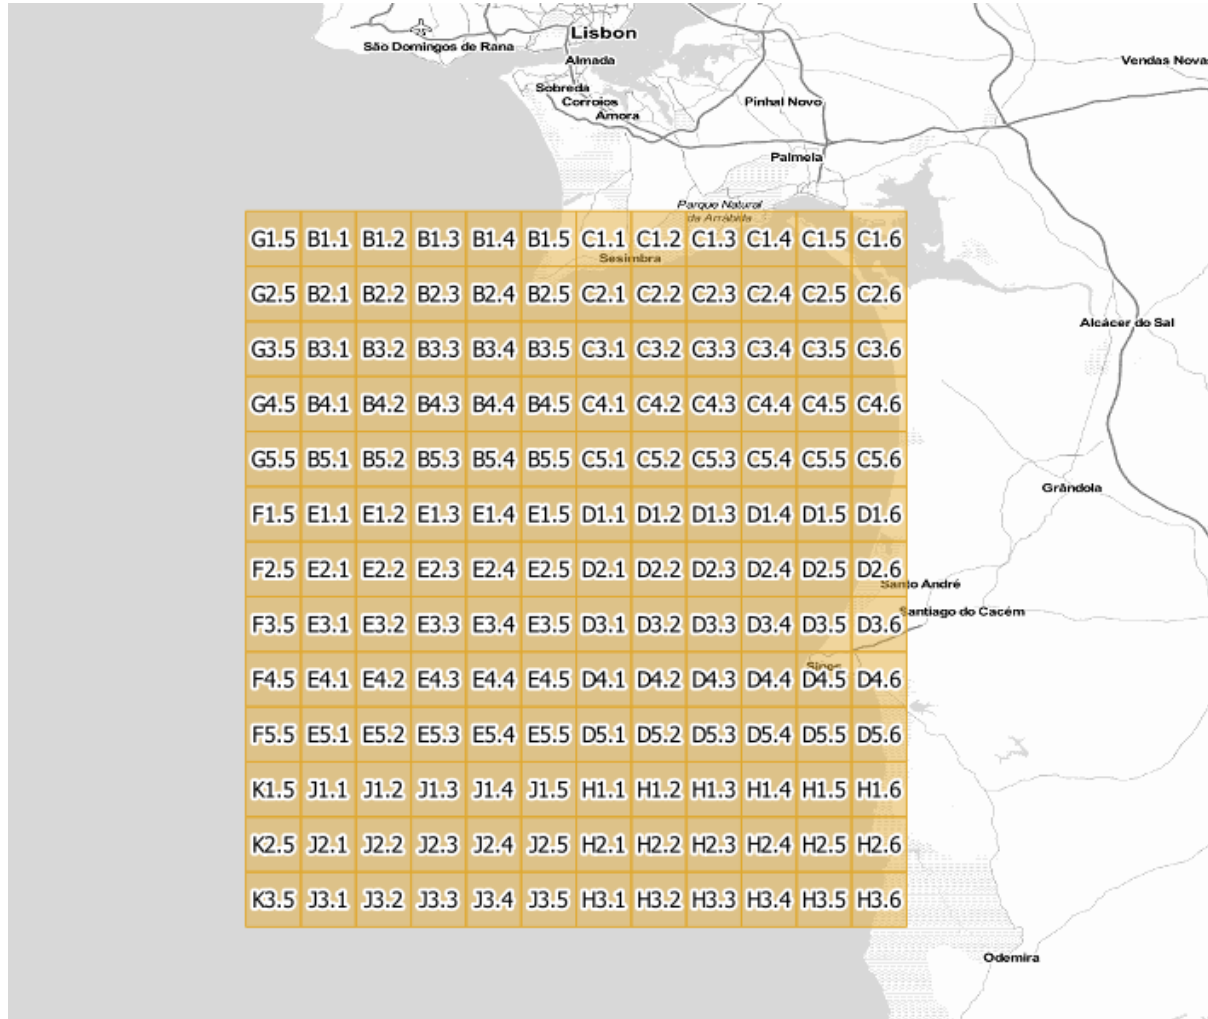 Lisbon
25
São Domingos de Rana
Almada
Vendas Novas
Sobreda
Corroios
Pinhal Novo
Amora
Palmela
Parque Natural
da Arrábida
G1.5 B1.1 B1.2 B1.3 B1.4 B1.5 C1.1 C1.2 C1.3 C1.4 C1.5 C1.6
Sesimbra
G2.5 B2.1 B2.2 B2.3 B2.4 B2.5 C2.1 C2.2 C2.3 C2.4 C2.5 C2.6
Alcácer do Sal
G3.5 B3.1 B3.2 B3.3 B3.4 B3.5 C3.1 C3.2 C3.3 C3.4 C3.5 C3.6
G4.5 B4.1 B4.2 B4.3 B4.4 B4.5 C4.1 C4.2 C4.3 C4.4 C4.5 C4.6
G5.5 B5.1 B5.2 B5.3 B5.4 B5.5 C5.1 C5.2 C5.3 C5.4 C5.5 C5.6
Grândola
F1.5 E1.1 E1.2 E1.3 E1.4 E1.5 D1.1 D1.2 D1.3 D1.4 D1.5 D1.6
F2.5 E2.1 E2.2 E2.3 E2.4 E2.5 D2.1 D2.2 D2.3 D2.4 D2.5 D2.6
Santo André
Santiago do Cacém
F3.5 E3.1 E3.2 E3.3 E3.4 E3.5 D3.1 D3.2 D3.3 D3.4 D3.5 D3.6
Sines
F4.5 E4.1 E4.2 E4.3 E4.4 E4.5 D4.1 D4.2 D4.3 D4.4 D4.5 D4.6
F5.5 E5.1 E5.2 E5.3 E5.4 E5.5 D5.1 D5.2 D5.3 D5.4 D5.5 D5.6
K1.5 J1.1 J1.2 J1.3 J1.4 J1.5 H1.1 H1.2 H1.3 H1.4 H1.5 H1.6
K2.5 J2.1 J2.2 J2.3 J2.4 J2.5 H2.1 H2.2 H2.3 H2.4 H2.5 H2.6
K3.5 J3.1 J3.2 J3.3 J3.4 J3.5 H3.1 H3.2 H3.3 H3.4 H3.5 H3.6
Odemira